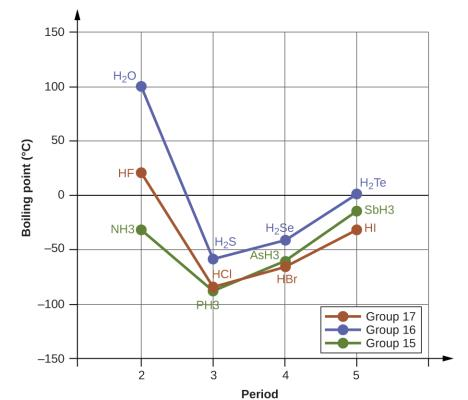 150
100
50
0
–50
–100
–150
Boiling point (°C)
H₂O
HF
NH3
H₂S
HCl
PH3
H₂Se
AsH3
HBr
H₂Te
SbH3
HI
Group 17
Group 16
Group 15
2 3 4 5
Period